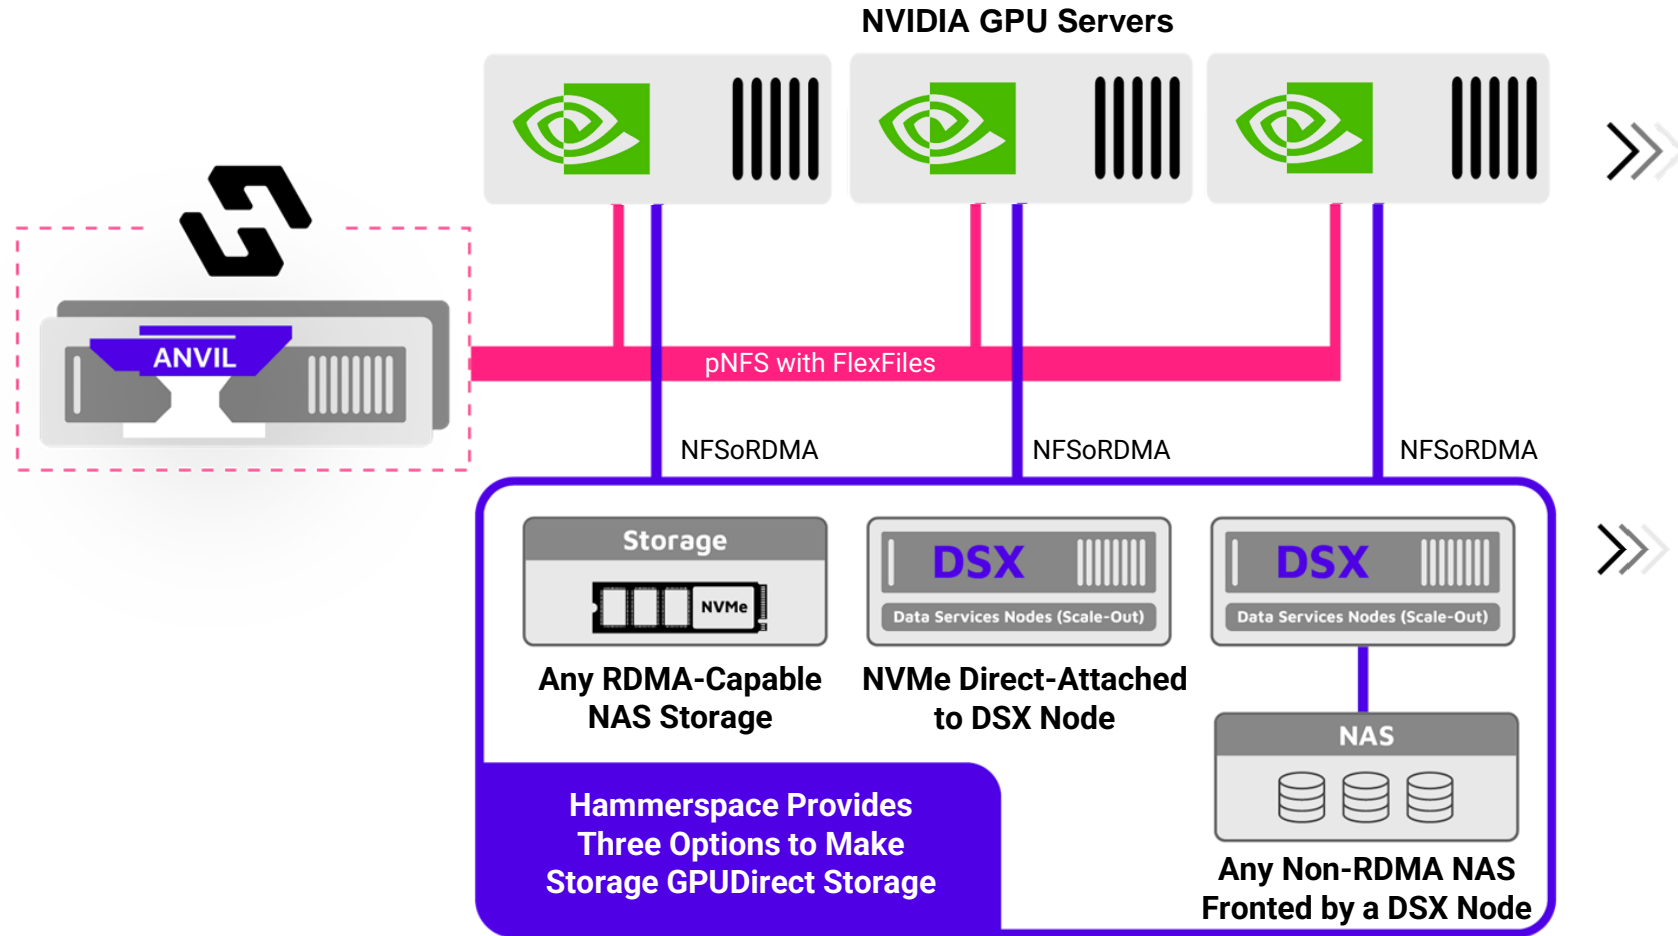 NVIDIA GPU Servers
ANVIL
pNFS with FlexFiles
NFSoRDMA
NFSoRDMA
NFSoRDMA
Storage
NVMe
Any RDMA-Capable
NAS Storage
DSX
Data Services Nodes (Scale-Out)
NVMe Direct-Attached
to DSX Node
DSX
Data Services Nodes (Scale-Out)
NAS
Any Non-RDMA NAS
Fronted by a DSX Node
Hammerspace Provides
Three Options to Make
Storage GPUDirect Storage